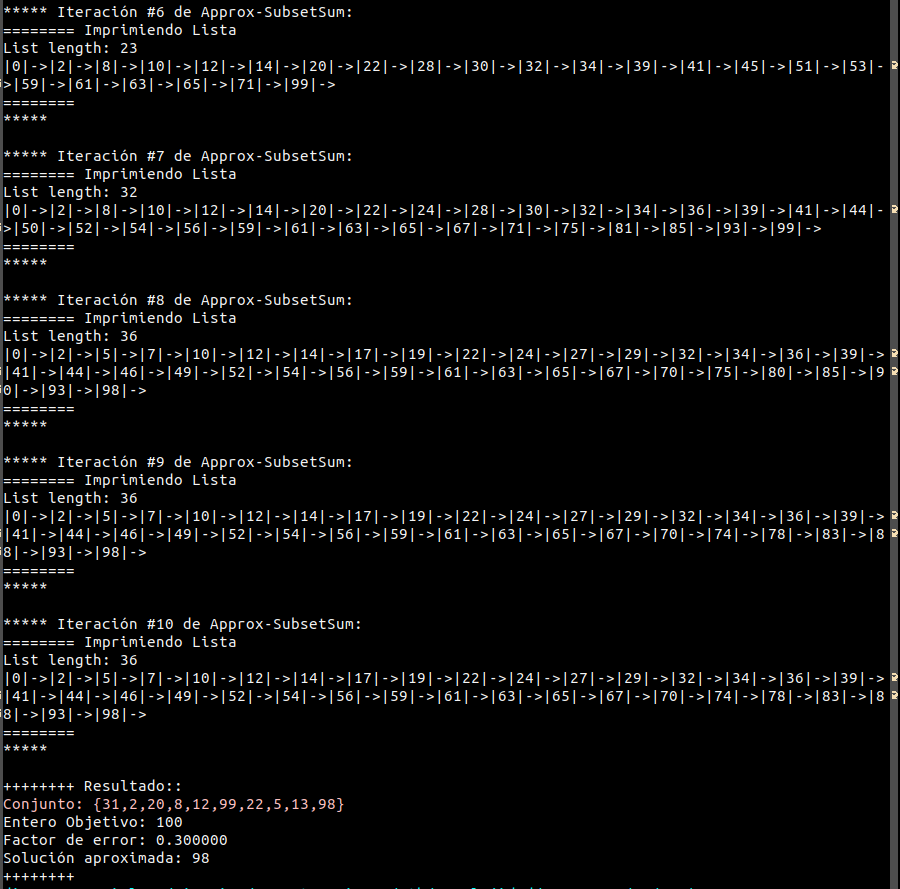 ***** Iteración #6 de Approx-SubsetSum:
======== Imprimiendo Lista
List length: 23
|0|->|2|->|8|->|10|->|12|->|14|->|20|->|22|->|28|->|30|->|32|->|34|->|39|->|41|->|45|->|51|->|53|-
>|59|->|61|->|63|->|65|->|71|->|99|->
========
*****
***** Iteración #7 de Approx-SubsetSum:
======== Imprimiendo Lista
List length: 32
|0|->|2|->|8|->|10|->|12|->|14|->|20|->|22|->|24|->|28|->|30|->|32|->|34|->|36|->|39|->|41|->|44|-
>|50|->|52|->|54|->|56|->|59|->|61|->|63|->|65|->|67|->|71|->|75|->|81|->|85|->|93|->|99|->
========
*****
***** Iteración #8 de Approx-SubsetSum:
======== Imprimiendo Lista
List length: 36
|0|->|2|->|5|->|7|->|10|->|12|->|14|->|17|->|19|->|22|->|24|->|27|->|29|->|32|->|34|->|36|->|39|->
|41|->|44|->|46|->|49|->|52|->|54|->|56|->|59|->|61|->|63|->|65|->|67|->|70|->|75|->|80|->|85|->|9
0|->|93|->|98|->
========
*****
***** Iteración #9 de Approx-SubsetSum:
======== Imprimiendo Lista
List length: 36
|0|->|2|->|5|->|7|->|10|->|12|->|14|->|17|->|19|->|22|->|24|->|27|->|29|->|32|->|34|->|36|->|39|->
|41|->|44|->|46|->|49|->|52|->|54|->|56|->|59|->|61|->|63|->|65|->|67|->|70|->|74|->|78|->|83|->|8
8|->|93|->|98|->
========
*****
***** Iteración #10 de Approx-SubsetSum:
======== Imprimiendo Lista
List length: 36
|0|->|2|->|5|->|7|->|10|->|12|->|14|->|17|->|19|->|22|->|24|->|27|->|29|->|32|->|34|->|36|->|39|->
|41|->|44|->|46|->|49|->|52|->|54|->|56|->|59|->|61|->|63|->|65|->|67|->|70|->|74|->|78|->|83|->|8
8|->|93|->|98|->
========
*****
++++++++ Resultado::
Conjunto: {31,2,20,8,12,99,22,5,13,98}
Entero Objetivo: 100
Factor de error: 0.300000
Solución aproximada: 98
++++++++